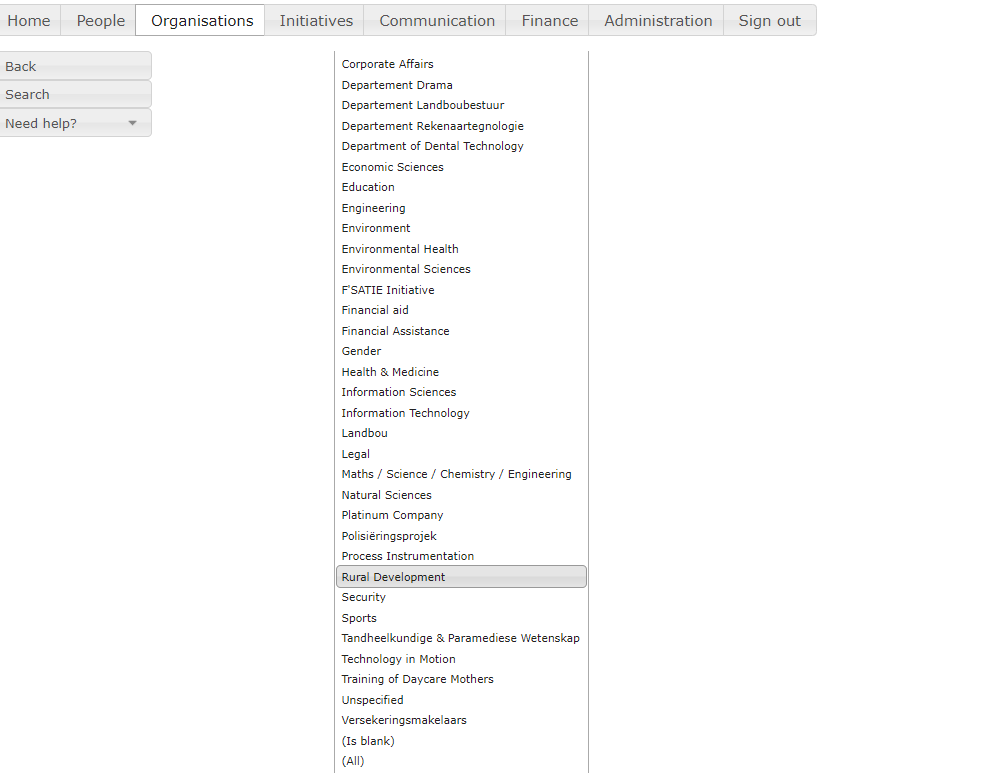 Home People Organisations Initiatives Communication Finance Administration Sign out
Back
Search
Need help?
Corporate Affairs
Departement Drama
Departement Landboubestuur
Departement Rekenaartegnologie
Department of Dental Technology
Economic Sciences
Education
Engineering
Environment
Environmental Health
Environmental Sciences
F'SATIE Initiative
Financial aid
Financial Assistance
Gender
Health & Medicine
Information Sciences
Information Technology
Landbou
Legal
Maths / Science / Chemistry / Engineering
Natural Sciences
Platinum Company
Polisiëringsprojek
Process Instrumentation
Rural Development
Security
Sports
Tandheelkundige & Paramediese Wetenskap
Technology in Motion
Training of Daycare Mothers
Unspecified
Versekeringsmakelaars
(Is blank)
(All)